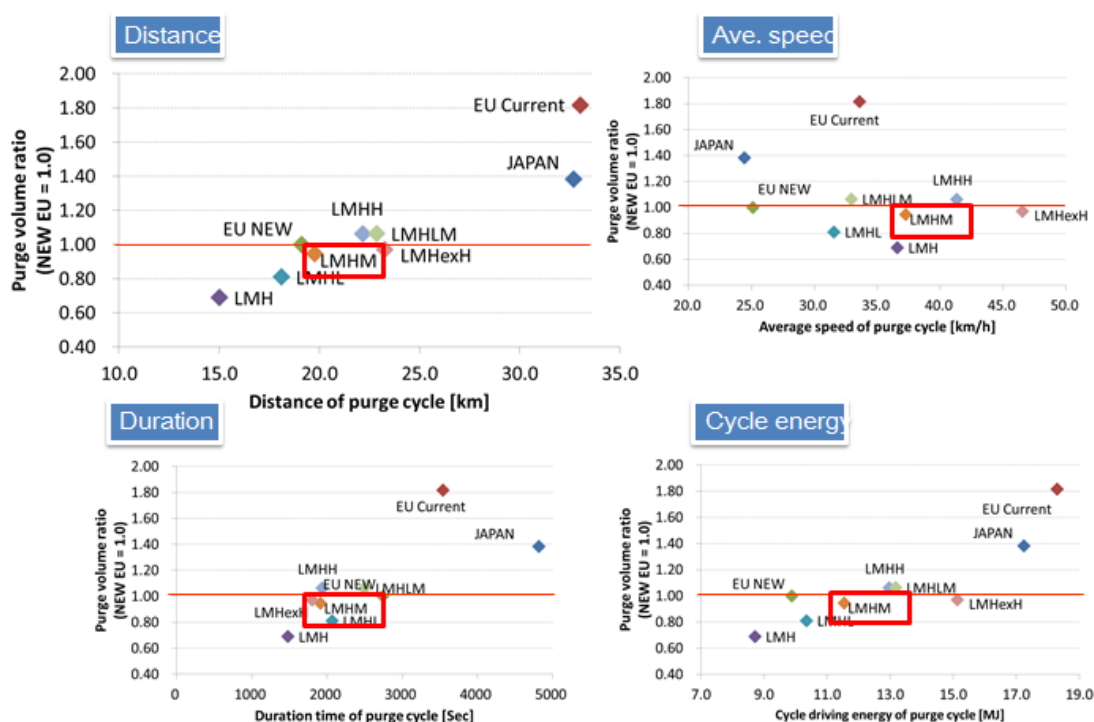 Distance
Purge volume ratio
(NEW EU = 1.0)
2.00
1.80
1.60
1.40
1.20
1.00
0.80
0.60
0.40
EU Current
JAPAN
LMHH
EU NEW
LMHLM
LMHexH
LMHM
LMHL
LMH
10.0 15.0 20.0 25.0 30.0 35.0
Distance of purge cycle [km]
Ave. speed
Purge volume ratio
(NEW EU = 1.0)
2.00
1.80
1.60
1.40
1.20
1.00
0.80
0.60
0.40
EU Current
JAPAN
EU NEW
LMHLM
LMHH
LMHM
LMHexH
LMHL
LMH
20.0 25.0 30.0 35.0 40.0 45.0 50.0
Average speed of purge cycle [km/h]
Duration
Purge volume ratio
(NEW EU = 1.0)
2.00
1.80
1.60
1.40
1.20
1.00
0.80
0.60
0.40
EU Current
JAPAN
LMHH
EU NEW
LMHLM
LMHexH
LMHM
LMHL
LMH
0 1000 2000 3000 4000 5000
Duration time of purge cycle [Sec]
Cycle energy
Purge volume ratio
(NEW EU = 1.0)
2.00
1.80
1.60
1.40
1.20
1.00
0.80
0.60
0.40
EU Current
JAPAN
LMHH
EU NEW
LMHLM
LMHM
LMHexH
LMHL
LMH
7.0 9.0 11.0 13.0 15.0 17.0 19.0
Cycle driving energy of purge cycle [MJ]